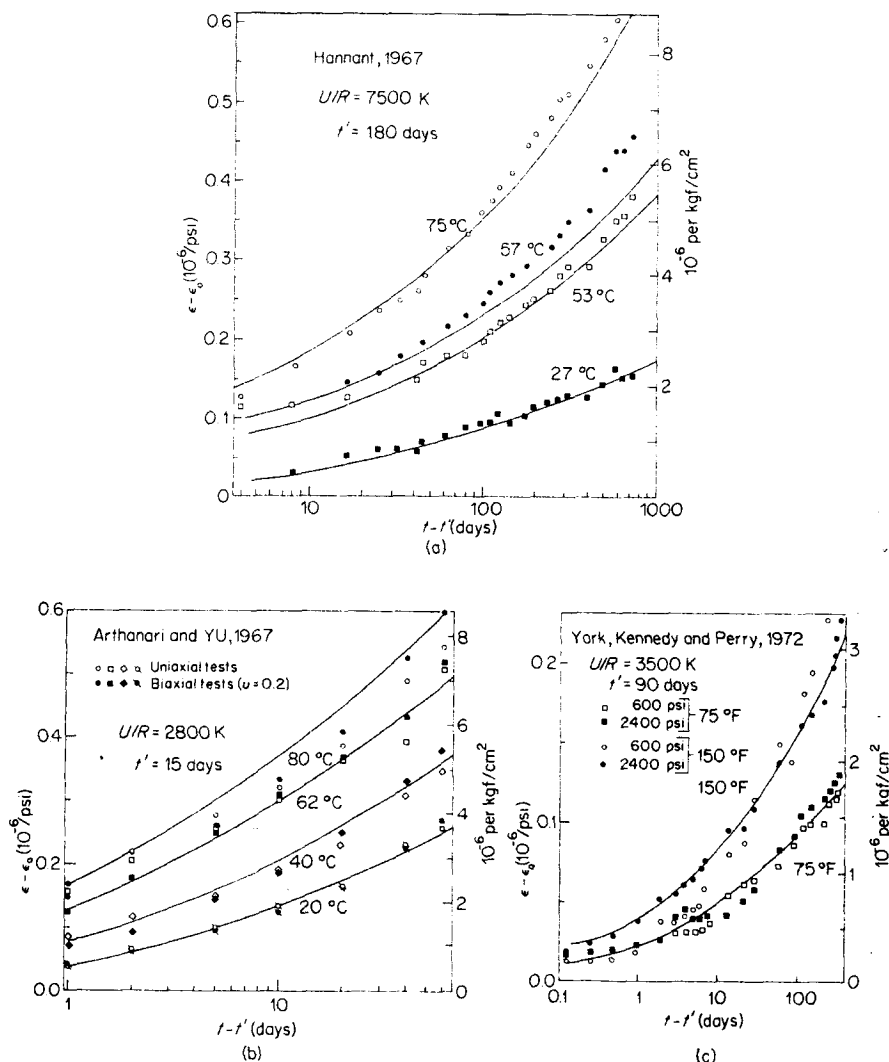 Hannant, 1967
U/R = 7500 K
t' = 180 days
75 °C
57 °C
53 °C
27 °C
ε - ε₀ (10⁻⁶/psi)
10⁻⁶ per kgf/cm²
0.6
0.5
0.4
0.3
0.2
0.1
0
8
6
4
2
10
100
1000
t - t' (days)
(a)
Arthanari and YU, 1967
Uniaxial tests
Biaxial tests (υ = 0.2)
U/R = 2800 K
t' = 15 days
80 °C
62 °C
40 °C
20 °C
ε - ε₀ (10⁻⁶/psi)
10⁻⁶ per kgf/cm²
0.6
0.4
0.2
0.0
8
6
4
2
0
1
10
t - t' (days)
(b)
York, Kennedy and Perry, 1972
U/R = 3500 K
t' = 90 days
600 psi
2400 psi
75 °F
600 psi
2400 psi
150 °F
150 °F
75°F
ε - ε₀ (10⁻⁶/psi)
10⁻⁶ per kgf/cm²
0.2
0.1
0.0
3
2
1
0
0.1
1
10
100
t - t' (days)
(c)